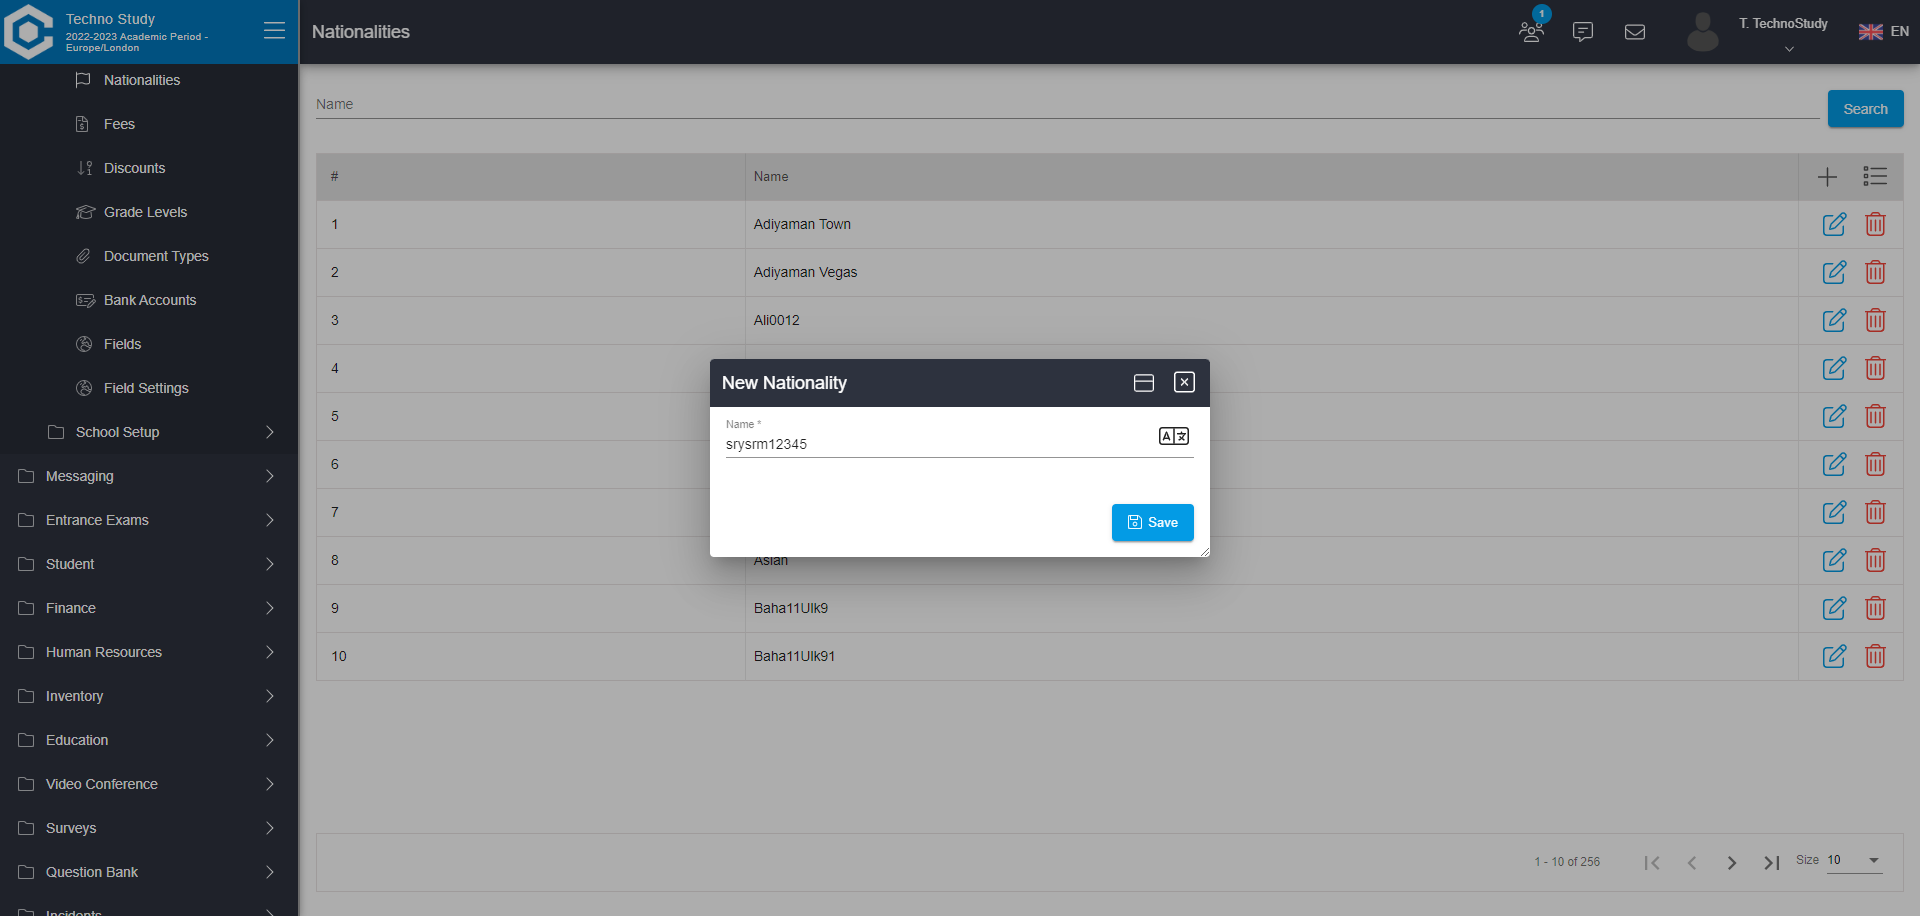 Techno Study
2022-2023 Academic Period -
Europe/London
Nationalities
Fees
Discounts
Grade Levels
Document Types
Bank Accounts
Fields
Field Settings
School Setup
Messaging
Entrance Exams
Student
Finance
Human Resources
Inventory
Education
Video Conference
Surveys
Question Bank
Incidents
Nationalities
1
T. TechnoStudy
EN
Name
Search
# Name
1 Adiyaman Town
2 Adiyaman Vegas
3 Ali0012
4
5
6
7
8 Asian
9 Baha11Ulk9
10 Baha11Ulk91
New Nationality
Name *
srysrm12345
Save
1 - 10 of 256
Size 10